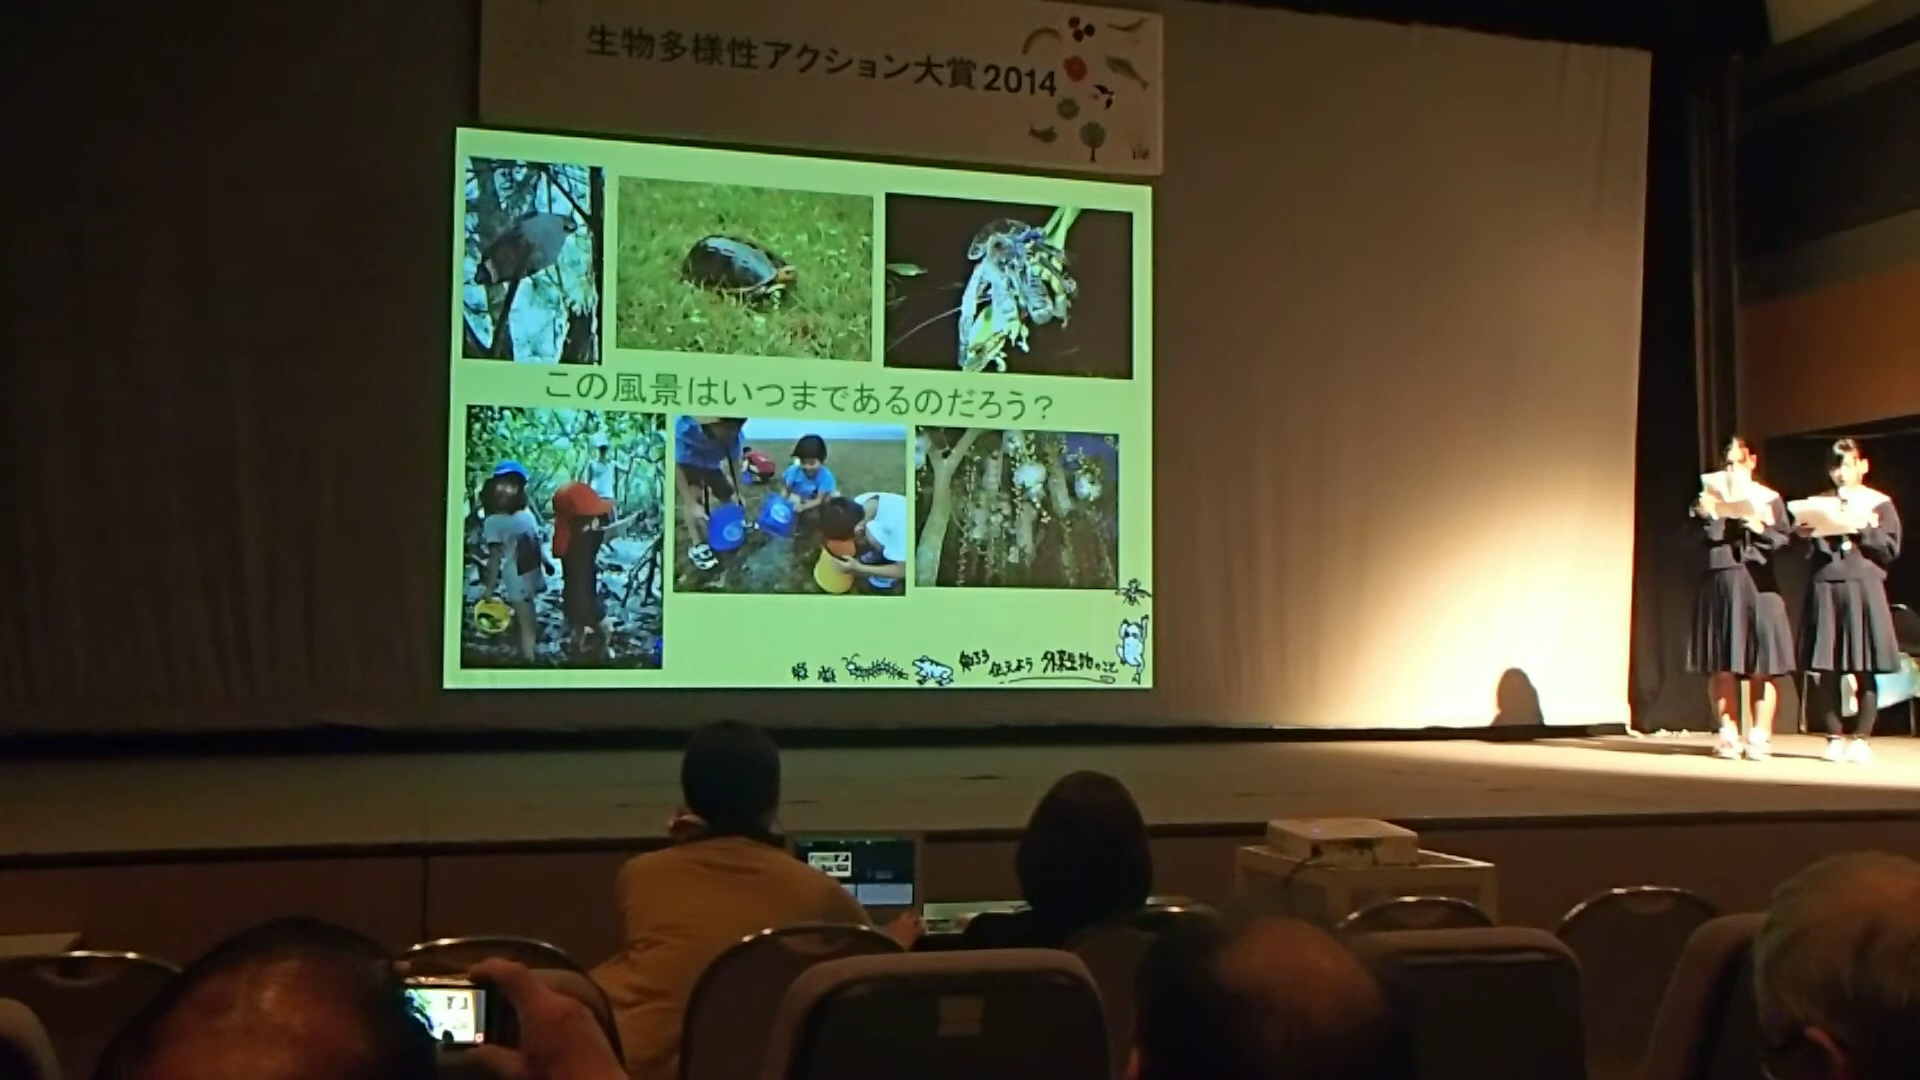 生物多様性アクション大賞2014
この風景はいつまであるのだろう？
知ろう 伝えよう 外来生物のこと